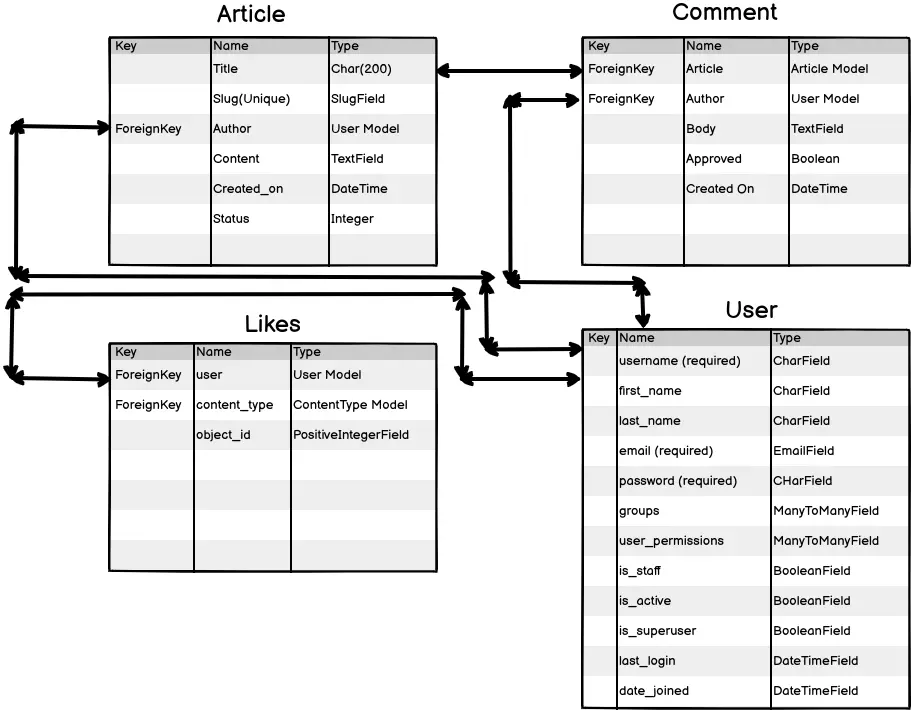 Article
Key Name Type
Title Char(200)
Slug(Unique) SlugField
ForeignKey Author User Model
Content TextField
Created_on DateTime
Status Integer
Comment
Key Name Type
ForeignKey Article Article Model
ForeignKey Author User Model
Body TextField
Approved Boolean
Created On DateTime
Likes
Key Name Type
ForeignKey user User Model
ForeignKey content_type ContentType Model
object_id PositiveIntegerField
User
Key Name Type
username (required) CharField
first_name CharField
last_name CharField
email (required) EmailField
password (required) CHarField
groups ManyToManyField
user_permissions ManyToManyField
is_staff BooleanField
is_active BooleanField
is_superuser BooleanField
last_login DateTimeField
date_joined DateTimeField